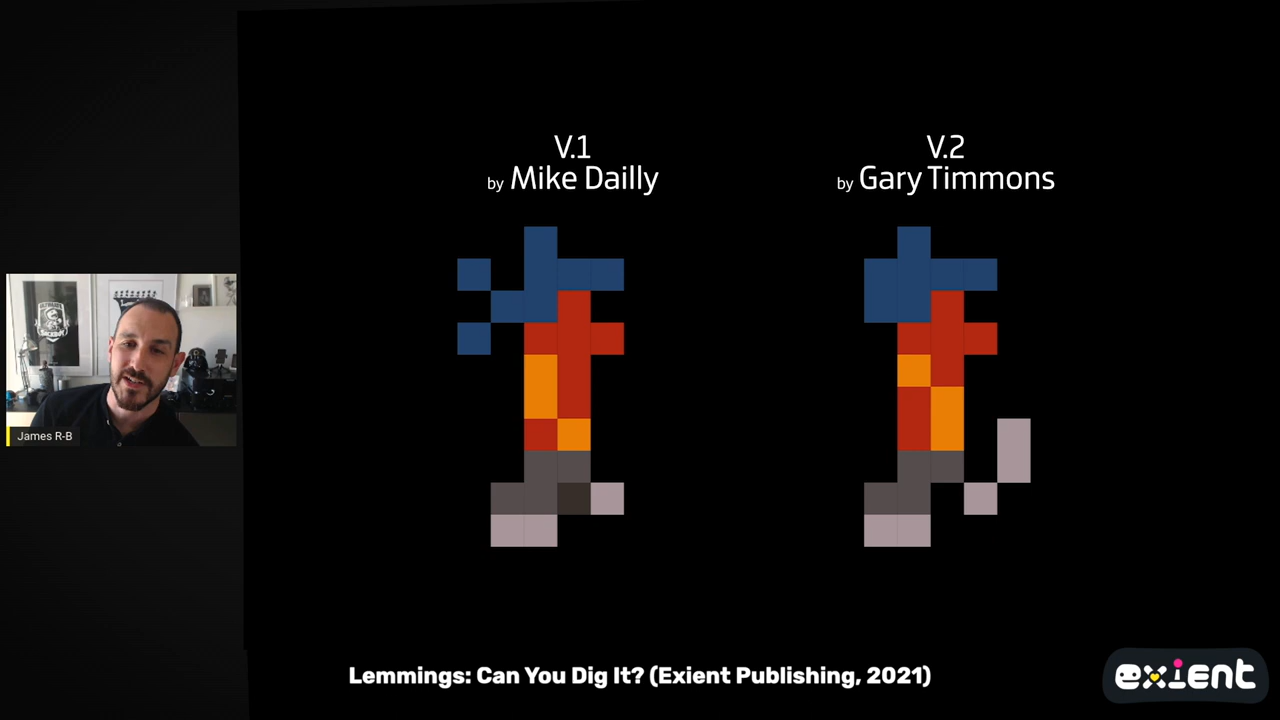 V.1
by Mike Dailly
V.2
by Gary Timmons
James R-B
Lemmings: Can You Dig It? (Exient Publishing, 2021)
exient